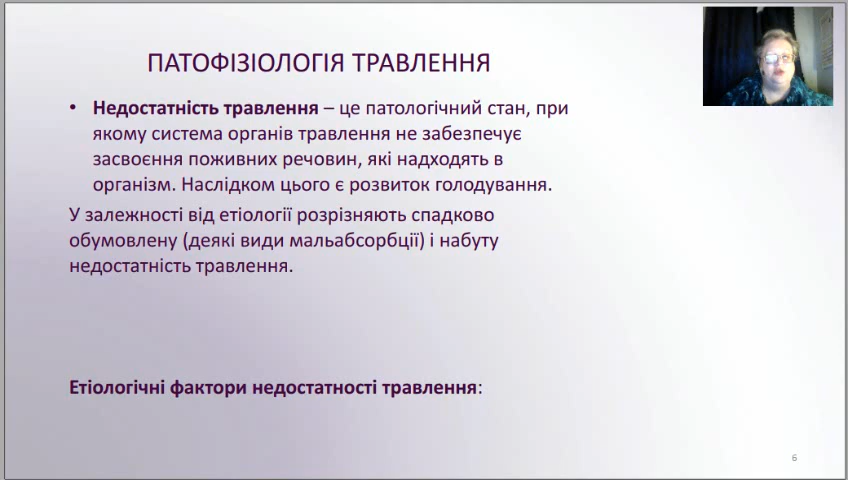 ПАТОФІЗІОЛОГІЯ ТРАВЛЕННЯ
• Недостатність травлення – це патологічний стан, при
якому система органів травлення не забезпечує
засвоєння поживних речовин, які надходять в
організм. Наслідком цього є розвиток голодування.
У залежності від етіології розрізняють спадково
обумовлену (деякі види мальабсорбції) і набуту
недостатність травлення.
Етіологічні фактори недостатності травлення:
6